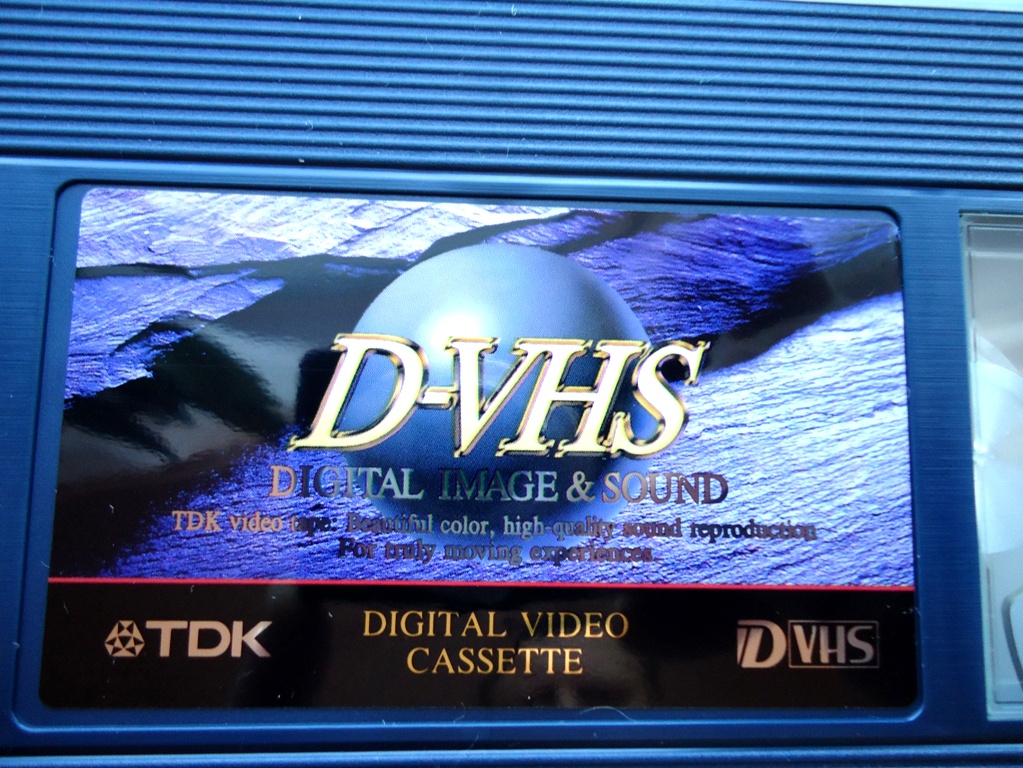 D-VHS
DIGITAL IMAGE & SOUND
TDK video tape: Beautiful color, high-quality sound reproduction
For truly moving experiences.
TDK
DIGITAL VIDEO
CASSETTE
D VHS